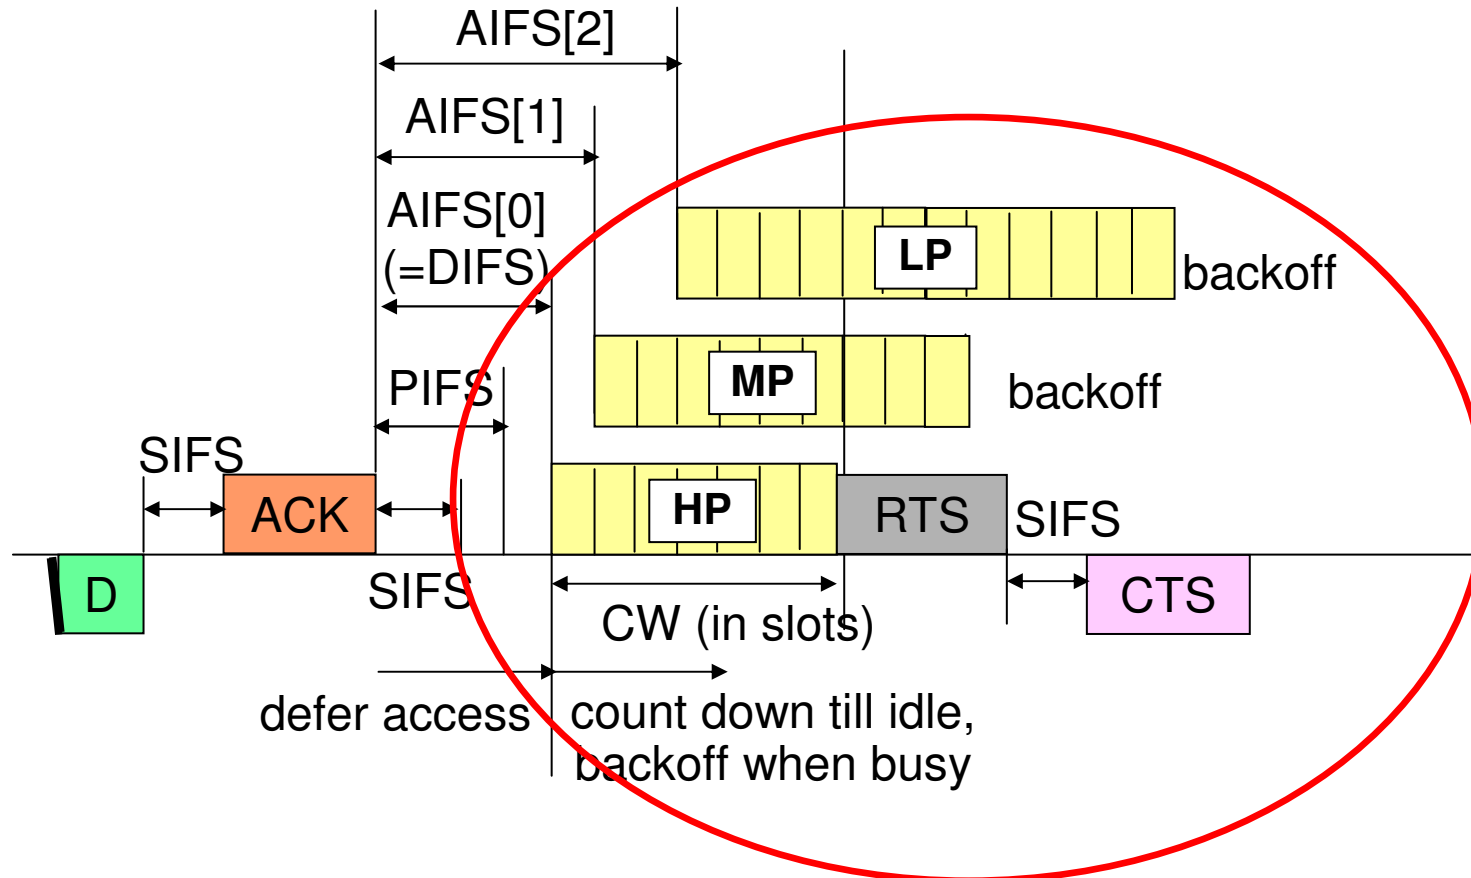 AIFS[2]
AIFS[1]
AIFS[0]
(=DIFS)
LP
backoff
PIFS
MP
backoff
SIFS
ACK
HP
RTS
SIFS
D
SIFS
CTS
CW (in slots)
defer access
count down till idle,
backoff when busy